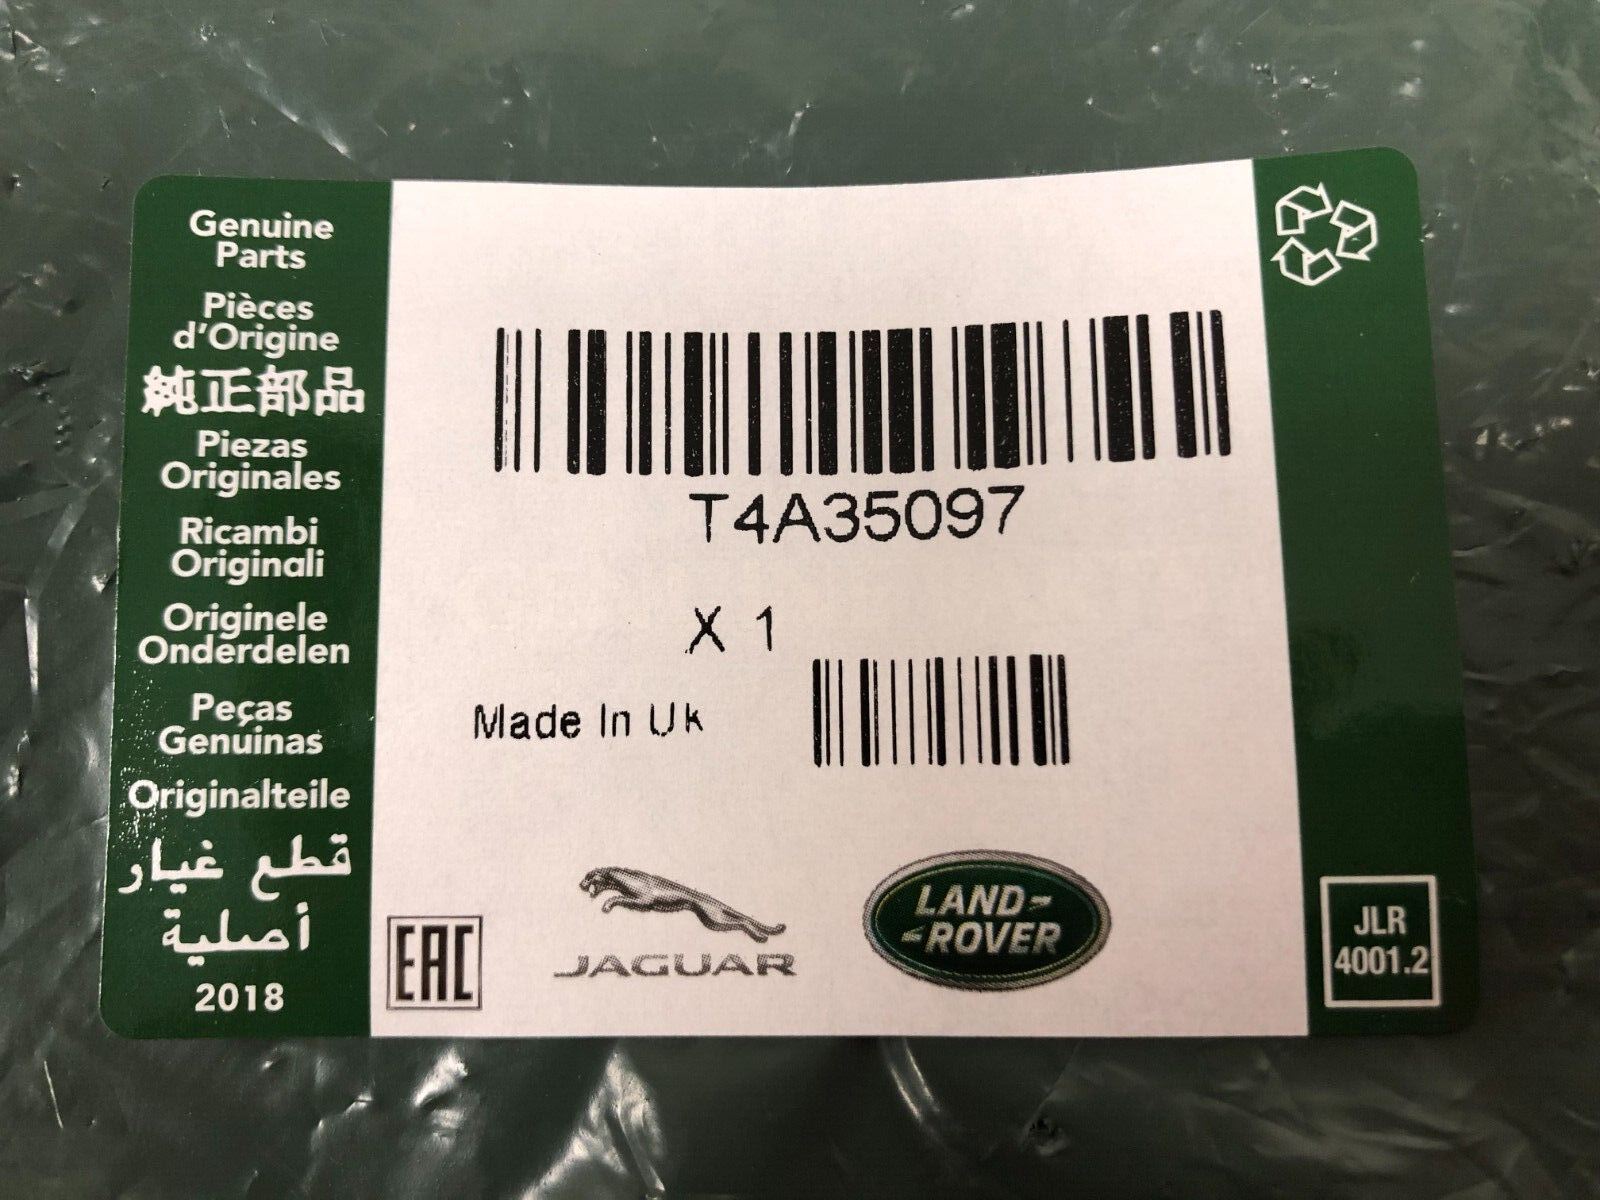 Genuine
Parts
Pièces
d'Origine
純正部品
Piezas
Originales
Ricambi
Originali
Originele
Onderdelen
Peças
Genuinas
Originalteile
قطع غيار
أصلية
2018
T4A35097
X 1
Made In Uk
EAC
JAGUAR
LAND-
-ROVER
JLR
4001.2